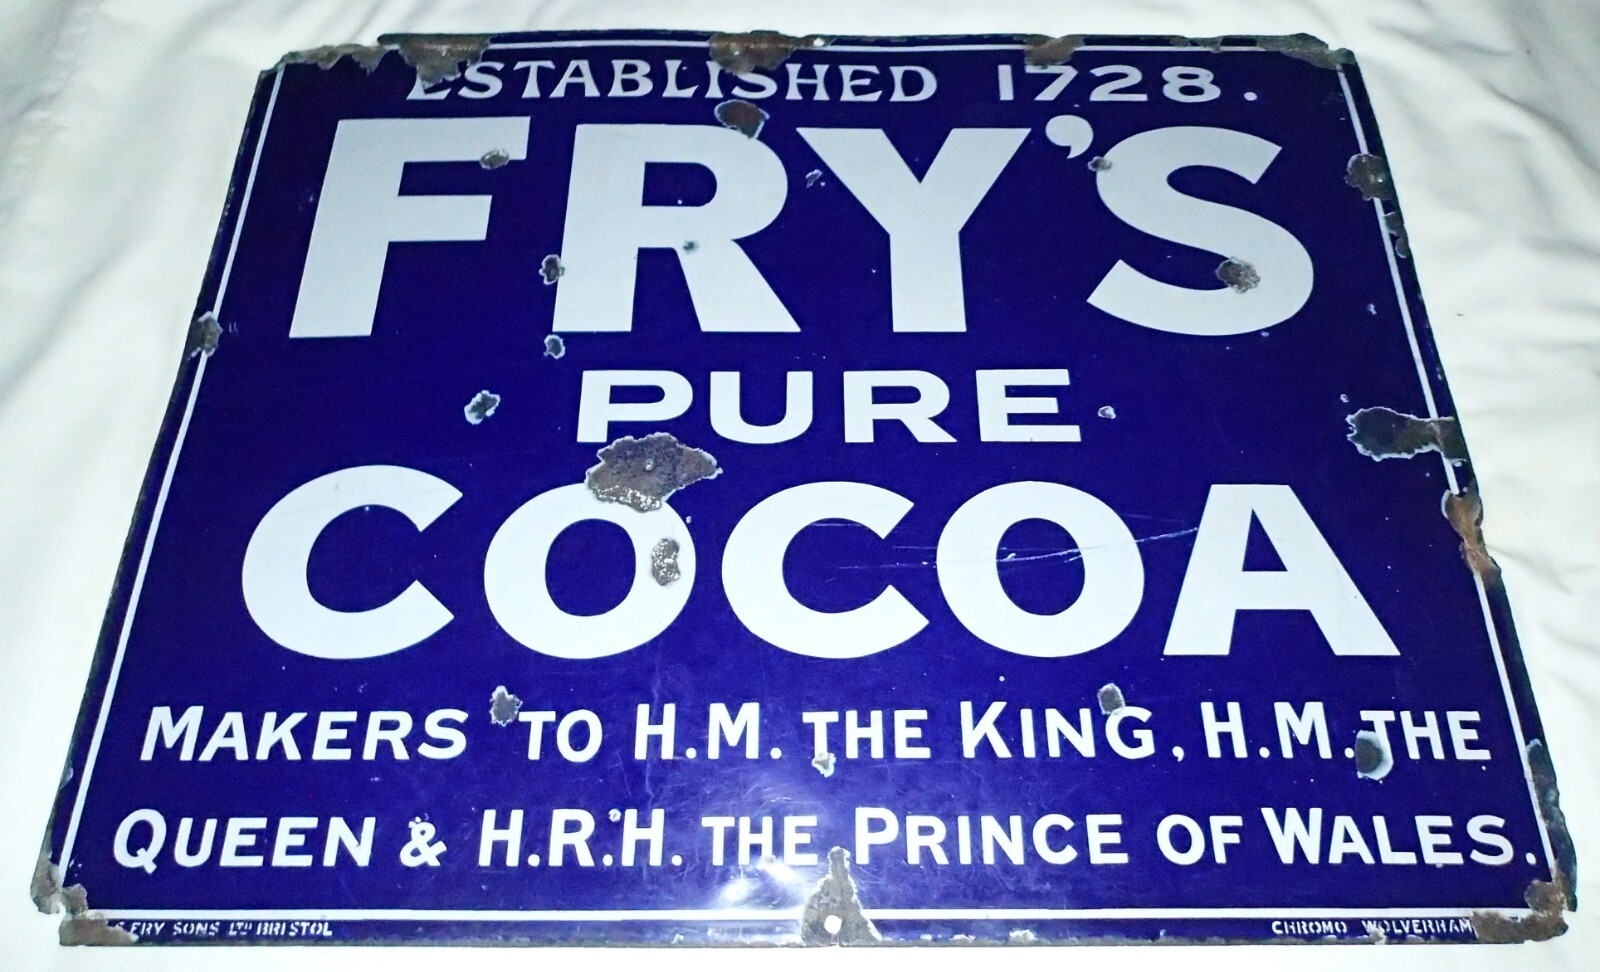 ESTABLISHED 1728.
FRY'S
PURE
COCOA
MAKERS TO H.M. THE KING, H.M. THE
QUEEN & H.R.H. THE PRINCE OF WALES.
FRY SONS LTD BRISTOL
CHROMO WOLVERHAM